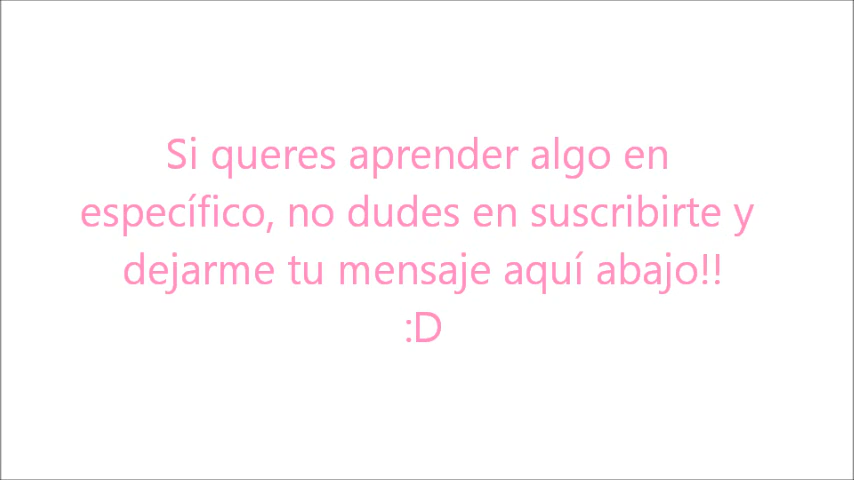 Si queres aprender algo en
específico, no dudes en suscribirte y
dejarme tu mensaje aquí abajo!!
:D